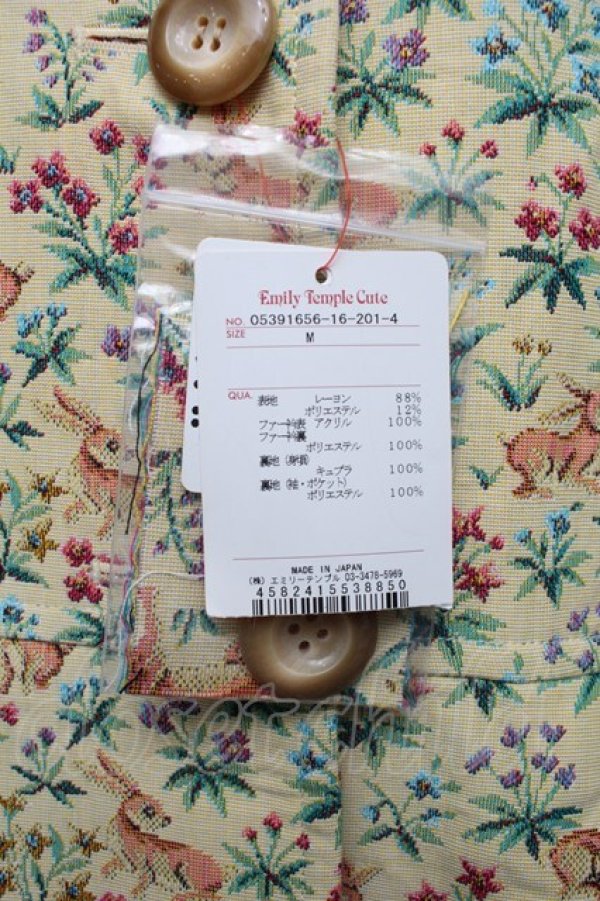 Emily Temple Cute
NO. 05391656-16-201-4
SIZE M
QUA. 表地 レーヨン 88%
ポリエステル 12%
ファー衿表 アクリル 100%
ファー衿裏
ポリエステル 100%
裏地(身頃)
キュプラ 100%
裏地(袖・ポケット)
ポリエステル 100%
MADE IN JAPAN
(株)エミリーテンプル 03-3478-5969
4582415538850
closet child